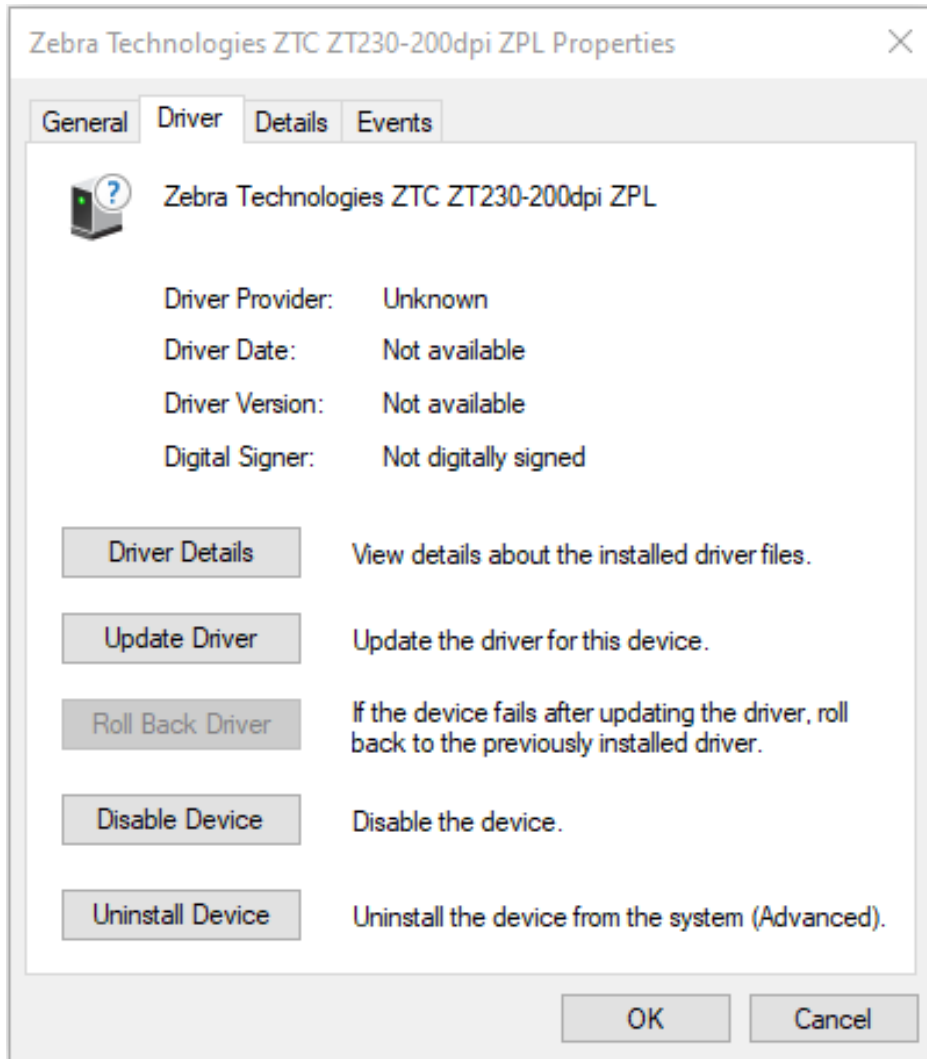 Zebra Technologies ZTC ZT230-200dpi ZPL Properties
General Driver Details Events
Zebra Technologies ZTC ZT230-200dpi ZPL
Driver Provider: Unknown
Driver Date: Not available
Driver Version: Not available
Digital Signer: Not digitally signed
Driver Details View details about the installed driver files.
Update Driver Update the driver for this device.
Roll Back Driver If the device fails after updating the driver, roll
back to the previously installed driver.
Disable Device Disable the device.
Uninstall Device Uninstall the device from the system (Advanced).
OK Cancel